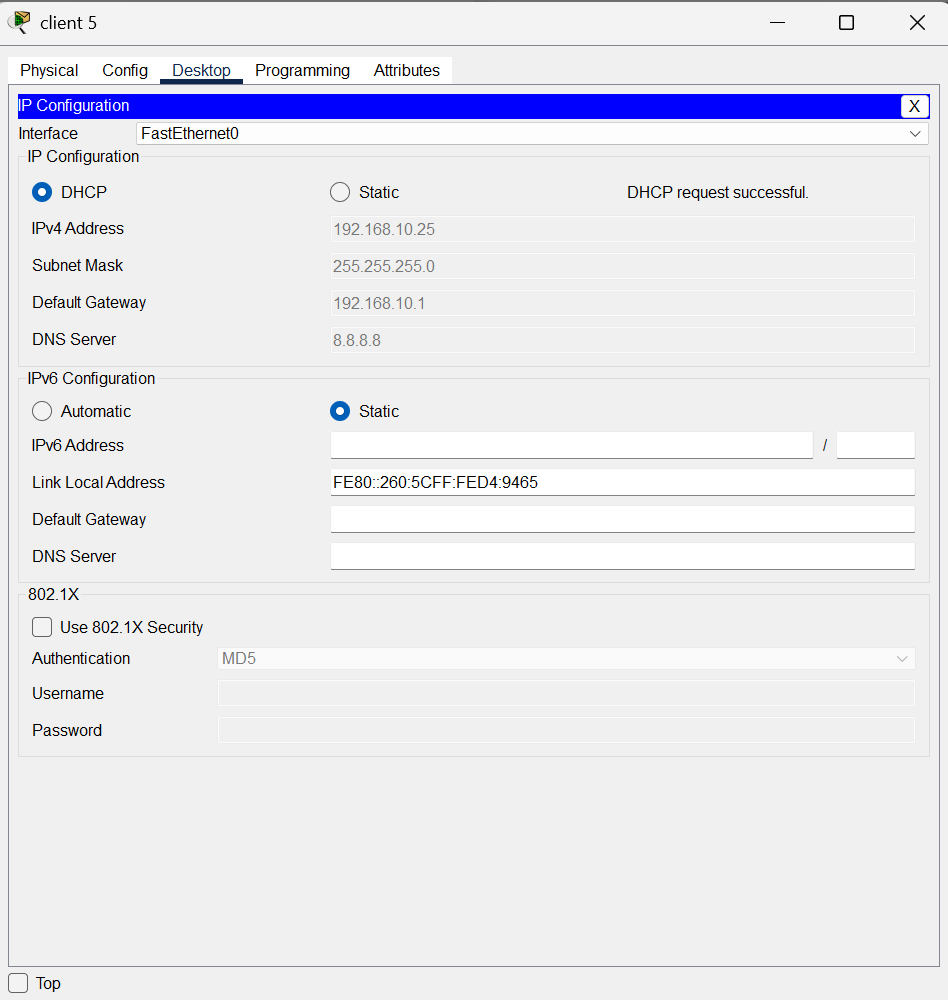 client 5
Physical Config Desktop Programming Attributes
IP Configuration X
Interface FastEthernet0
IP Configuration
DHCP Static DHCP request successful.
IPv4 Address 192.168.10.25
Subnet Mask 255.255.255.0
Default Gateway 192.168.10.1
DNS Server 8.8.8.8
IPv6 Configuration
Automatic Static
IPv6 Address /
Link Local Address FE80::260:5CFF:FED4:9465
Default Gateway
DNS Server
802.1X
Use 802.1X Security
Authentication MD5
Username
Password
Top